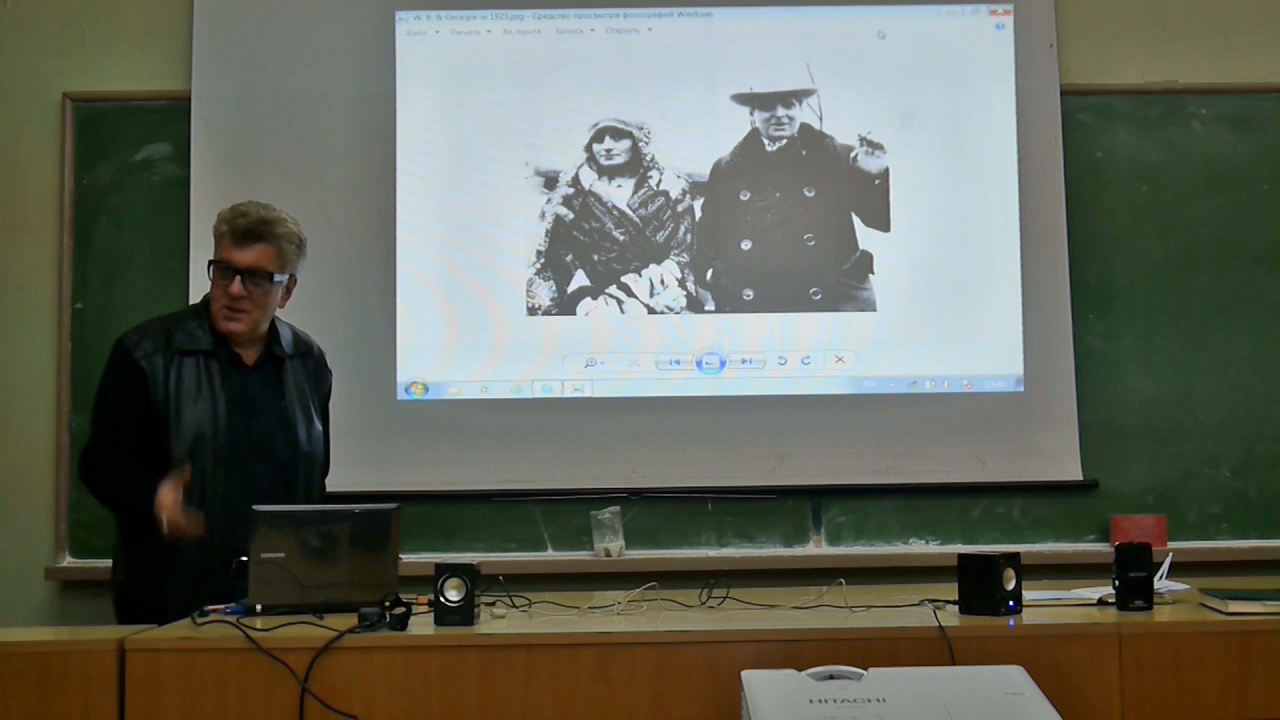 W. B. & Georgie in 1923.jpg - Средство просмотра фотографий Windows
Файл Печать Эл. почта Запись Открыть
SAMSUNG
HITACHI